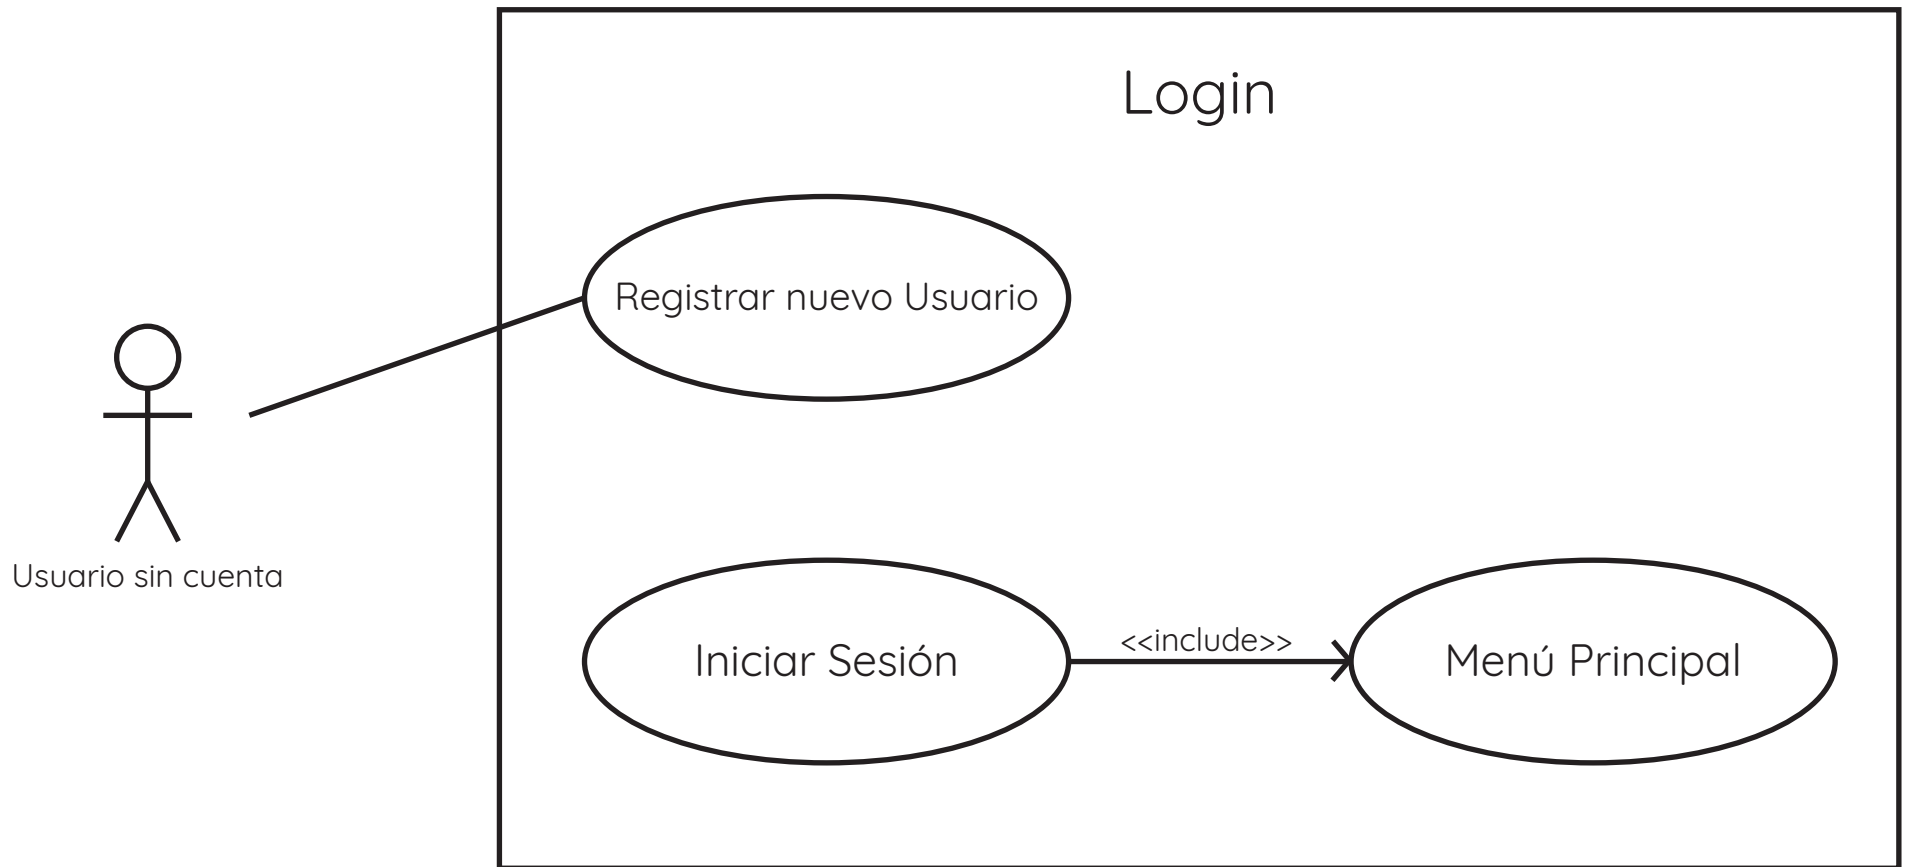 Login
Registrar nuevo Usuario
Usuario sin cuenta
Iniciar Sesión
<<include>>
Menú Principal